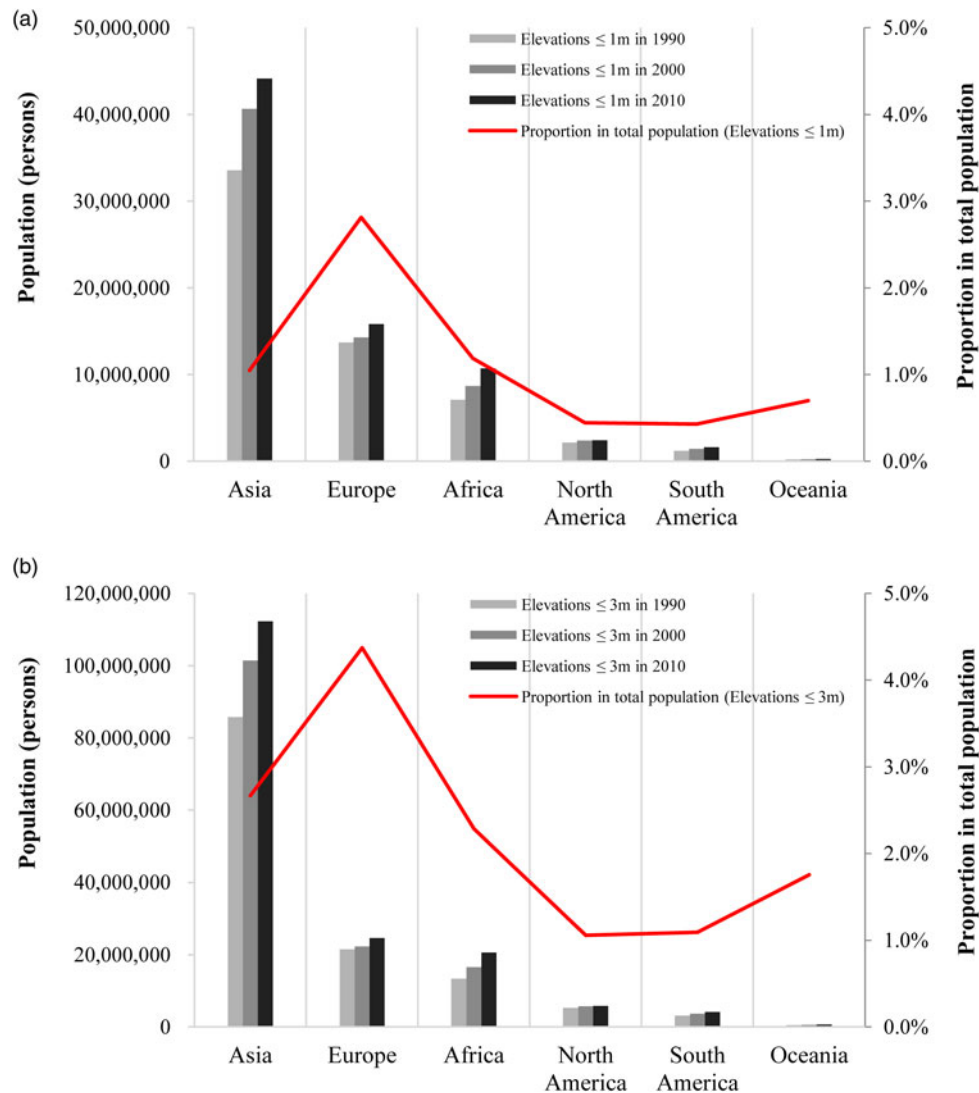 (a)
50,000,000
40,000,000
30,000,000
20,000,000
10,000,000
0
Population (persons)
5.0%
4.0%
3.0%
2.0%
1.0%
0.0%
Proportion in total population
Elevations ≤ 1m in 1990
Elevations ≤ 1m in 2000
Elevations ≤ 1m in 2010
Proportion in total population (Elevations ≤ 1m)
Asia
Europe
Africa
North
America
South
America
Oceania
(b)
120,000,000
100,000,000
80,000,000
60,000,000
40,000,000
20,000,000
0
Population (persons)
5.0%
4.0%
3.0%
2.0%
1.0%
0.0%
Proportion in total population
Elevations ≤ 3m in 1990
Elevations ≤ 3m in 2000
Elevations ≤ 3m in 2010
Proportion in total population (Elevations ≤ 3m)
Asia
Europe
Africa
North
America
South
America
Oceania